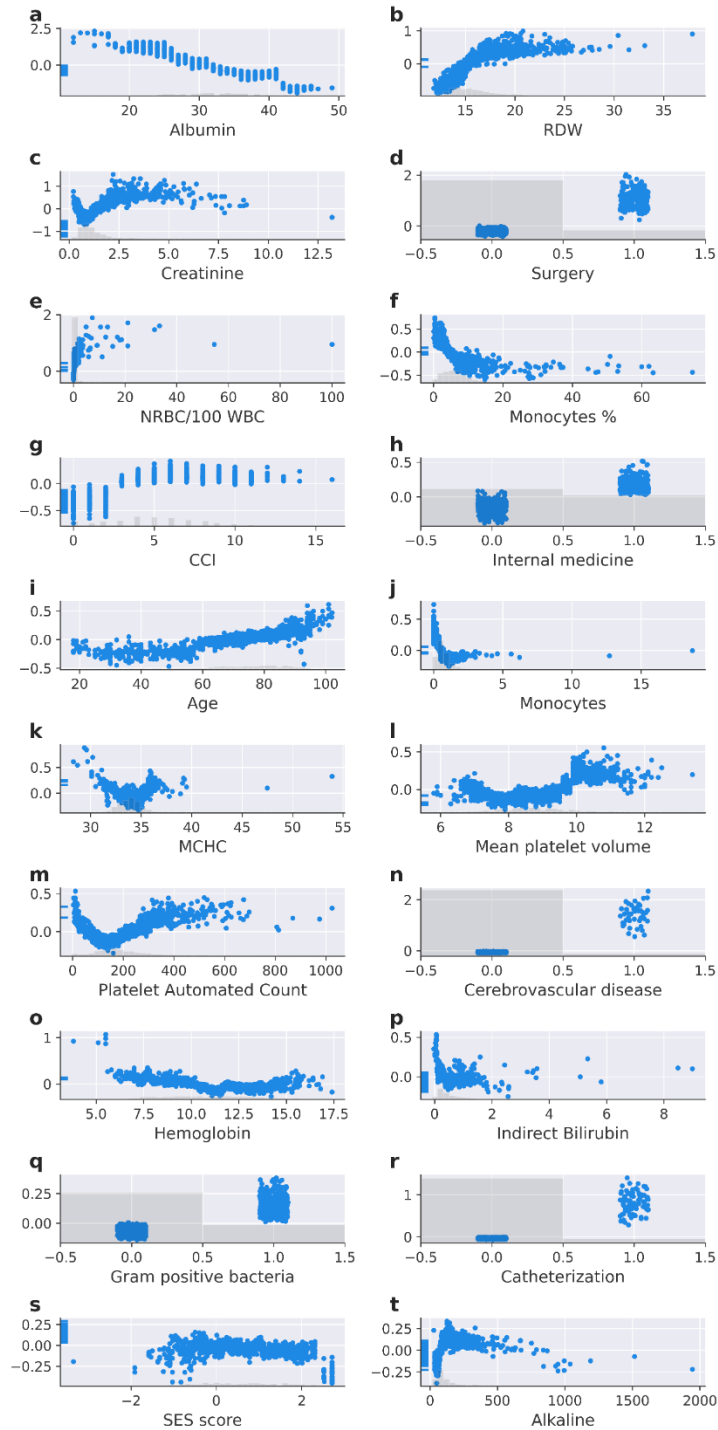 a
2.5
0.0
20 30 40 50
Albumin
b
1
0
15 20 25 30 35
RDW
c
1
0
−1
0.0 2.5 5.0 7.5 10.0 12.5
Creatinine
d
2
0
−0.5 0.0 0.5 1.0 1.5
Surgery
e
2
0
0 20 40 60 80 100
NRBC/100 WBC
f
0.5
0.0
−0.5
0 20 40 60
Monocytes %
g
0.0
−0.5
0 5 10 15
CCI
h
0.5
0.0
−0.5 0.0 0.5 1.0 1.5
Internal medicine
i
0.5
0.0
−0.5
20 40 60 80 100
Age
j
0.5
0.0
0 5 10 15
Monocytes
k
0.5
0.0
30 35 40 45 50 55
MCHC
l
0.5
0.0
6 8 10 12
Mean platelet volume
m
0.5
0.0
0 200 400 600 800 1000
Platelet Automated Count
n
2
0
−0.5 0.0 0.5 1.0 1.5
Cerebrovascular disease
o
1
0
5.0 7.5 10.0 12.5 15.0 17.5
Hemoglobin
p
0.5
0.0
0 2 4 6 8
Indirect Bilirubin
q
0.25
0.00
−0.5 0.0 0.5 1.0 1.5
Gram positive bacteria
r
1
0
−0.5 0.0 0.5 1.0 1.5
Catheterization
s
0.25
0.00
−0.25
−2 0 2
SES score
t
0.25
0.00
−0.25
0 500 1000 1500 2000
Alkaline